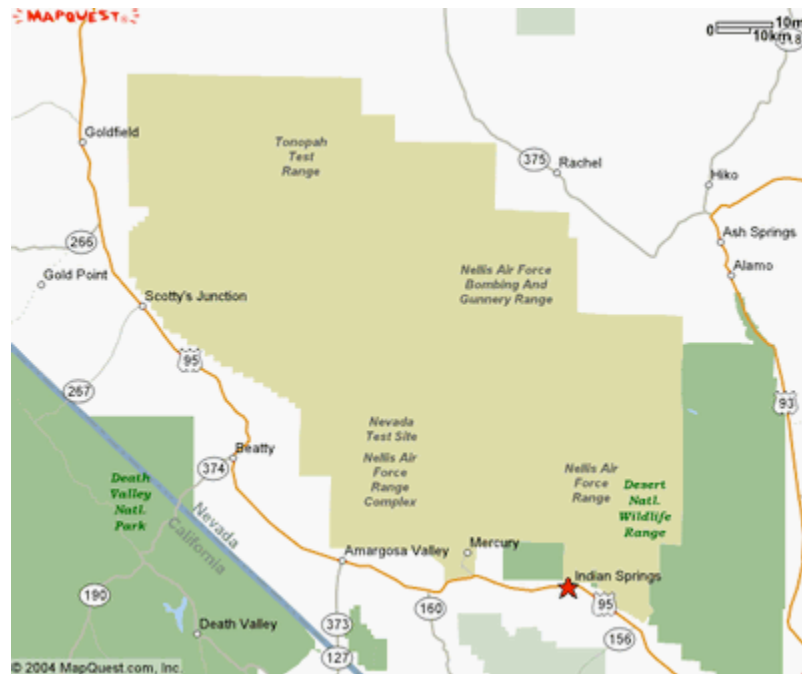 MAPQUEST
10m
0
10km
318
Goldfield
Tonopah
Test
Range
375
Rachel
Hiko
266
Ash Springs
Gold Point
Alamo
Nellis Air Force
Bombing And
Gunnery Range
Scotty's Junction
95
267
93
Nevada
Test Site
Nellis Air
Force
Range
Complex
Beatty
374
Nellis Air
Force
Range
Desert
Natl.
Wildlife
Range
Death
Valley
Natl.
Park
Nevada
California
Amargosa Valley
Mercury
Indian Springs
190
160
95
Death Valley
373
156
127
© 2004 MapQuest.com, Inc.